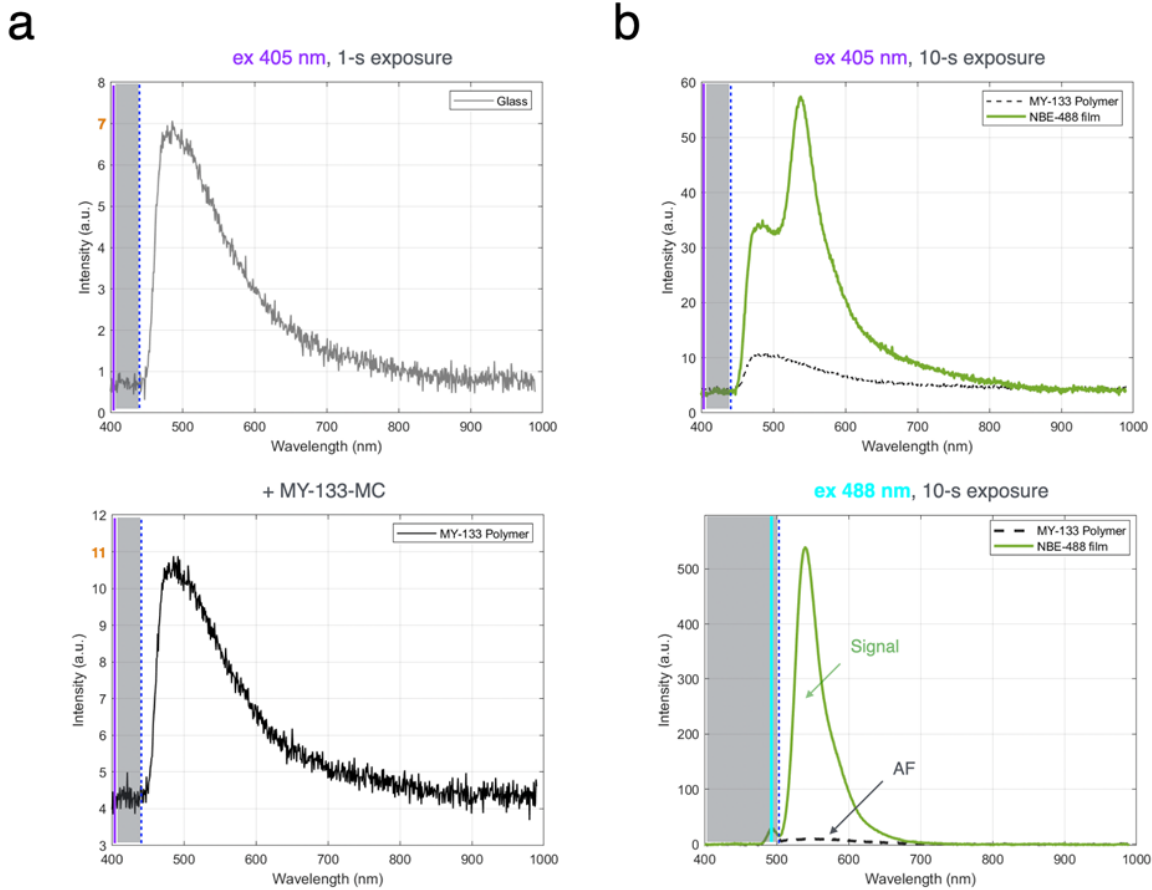 a
ex 405 nm, 1-s exposure
8
7
6
5
4
3
2
1
0
Intensity (a.u.)
Glass
400 500 600 700 800 900 1000
Wavelength (nm)
+ MY-133-MC
12
11
10
9
8
7
6
5
4
3
Intensity (a.u.)
MY-133 Polymer
400 500 600 700 800 900 1000
Wavelength (nm)
b
ex 405 nm, 10-s exposure
60
50
40
30
20
10
0
Intensity (a.u.)
MY-133 Polymer
NBE-488 film
400 500 600 700 800 900 1000
Wavelength (nm)
ex 488 nm, 10-s exposure
500
400
300
200
100
0
Intensity (a.u.)
MY-133 Polymer
NBE-488 film
Signal
AF
400 500 600 700 800 900 1000
Wavelength (nm)